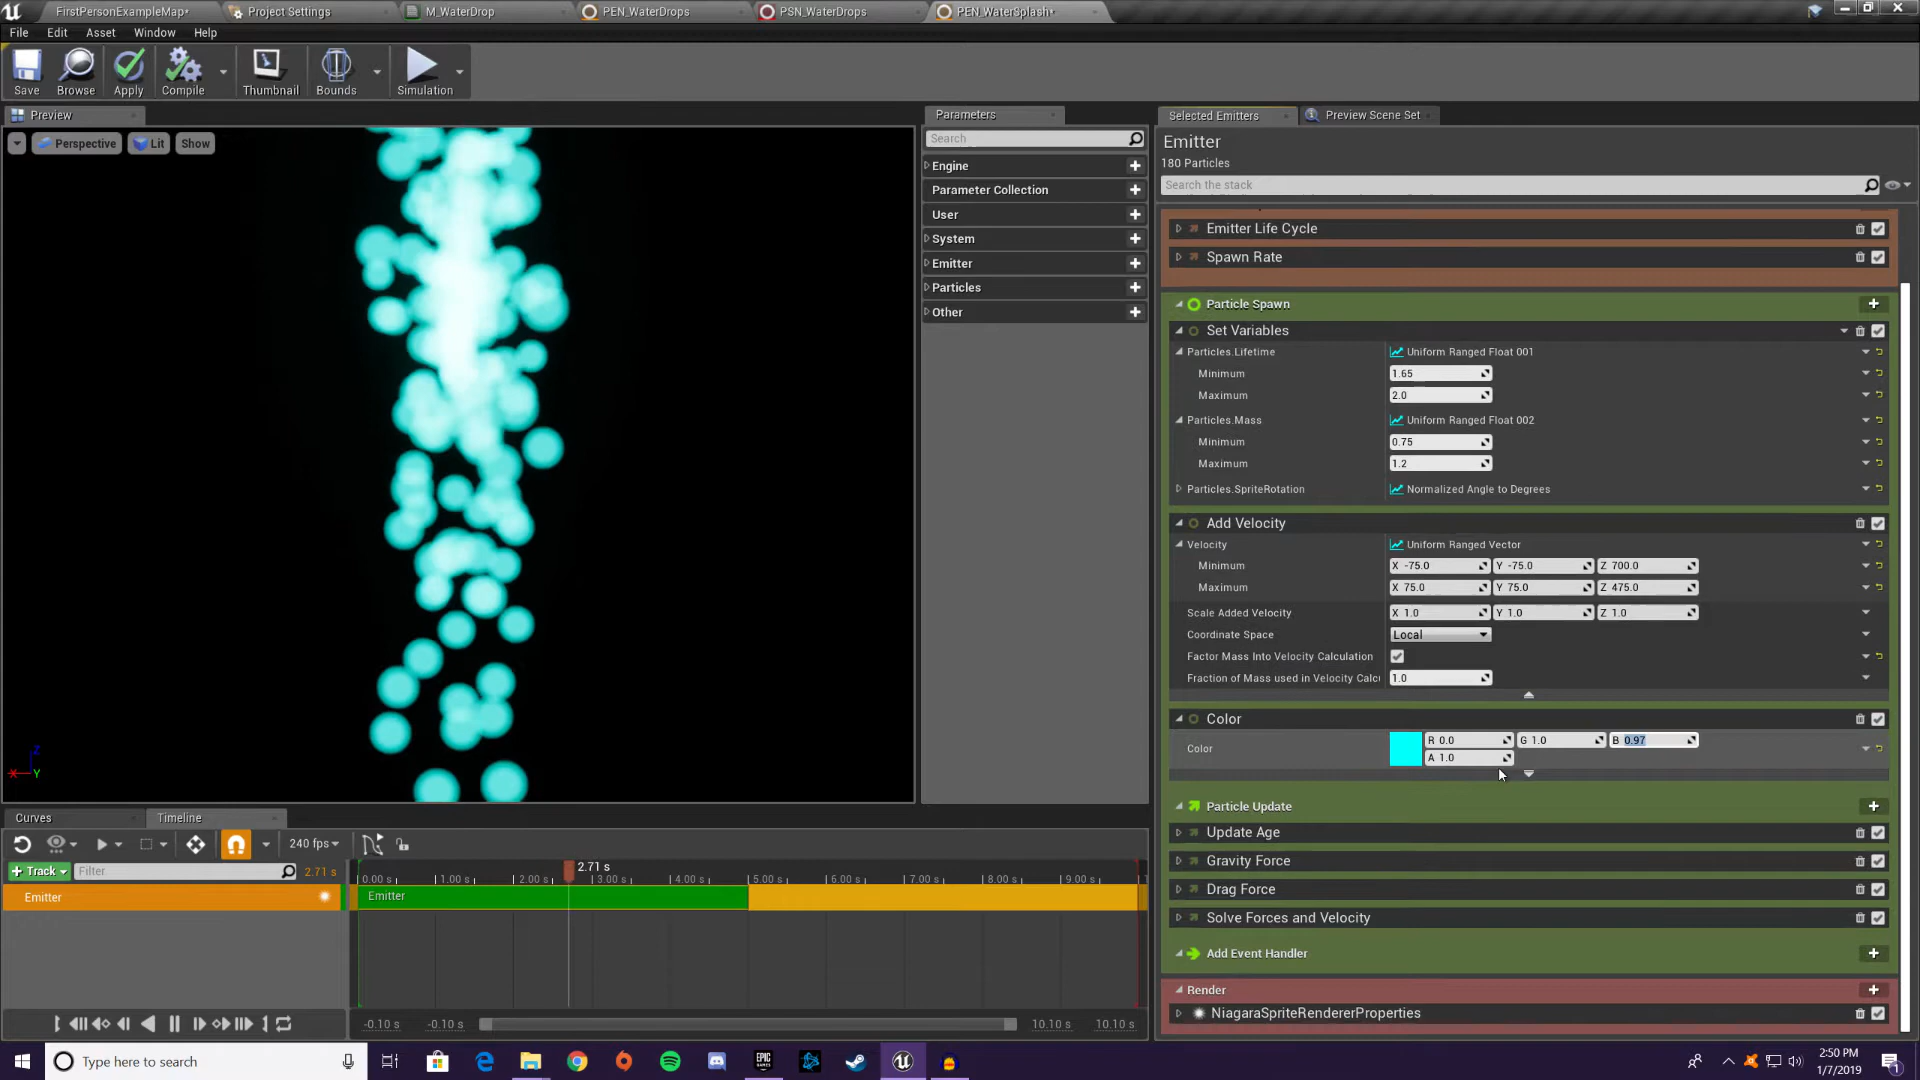 FirstPersonExampleMap*
Project Settings
M_WaterDrop
PEN_WaterDrops
PSN_WaterDrops
PEN_WaterSplash*
File Edit Asset Window Help
Save Browse Apply Compile Thumbnail Bounds Simulation
Preview
Perspective Lit Show
Z
X Y
Parameters
Search
Engine
Parameter Collection
User
System
Emitter
Particles
Other
Selected Emitters
Preview Scene Set
Emitter
180 Particles
Search the stack
Emitter Life Cycle
Spawn Rate
Particle Spawn
Set Variables
Particles.Lifetime Uniform Ranged Float 001
Minimum 1.65
Maximum 2.0
Particles.Mass Uniform Ranged Float 002
Minimum 0.75
Maximum 1.2
Particles.SpriteRotation Normalized Angle to Degrees
Add Velocity
Velocity Uniform Ranged Vector
Minimum X -75.0 Y -75.0 Z 700.0
Maximum X 75.0 Y 75.0 Z 475.0
Scale Added Velocity X 1.0 Y 1.0 Z 1.0
Coordinate Space Local
Factor Mass Into Velocity Calculation
Fraction of Mass used in Velocity Calcu 1.0
Color
Color R 0.0 G 1.0 B 0.97
A 1.0
Particle Update
Update Age
Gravity Force
Drag Force
Solve Forces and Velocity
Add Event Handler
Render
NiagaraSpriteRendererProperties
Curves Timeline
240 fps
Track Filter 2.71 s
2.71 s
0.00 s 1.00 s 2.00 s 3.00 s 4.00 s 5.00 s 6.00 s 7.00 s 8.00 s 9.00 s
Emitter
Emitter
-0.10 s -0.10 s 10.10 s 10.10 s
Type here to search
EPIC GAMES
2:50 PM
1/7/2019
1